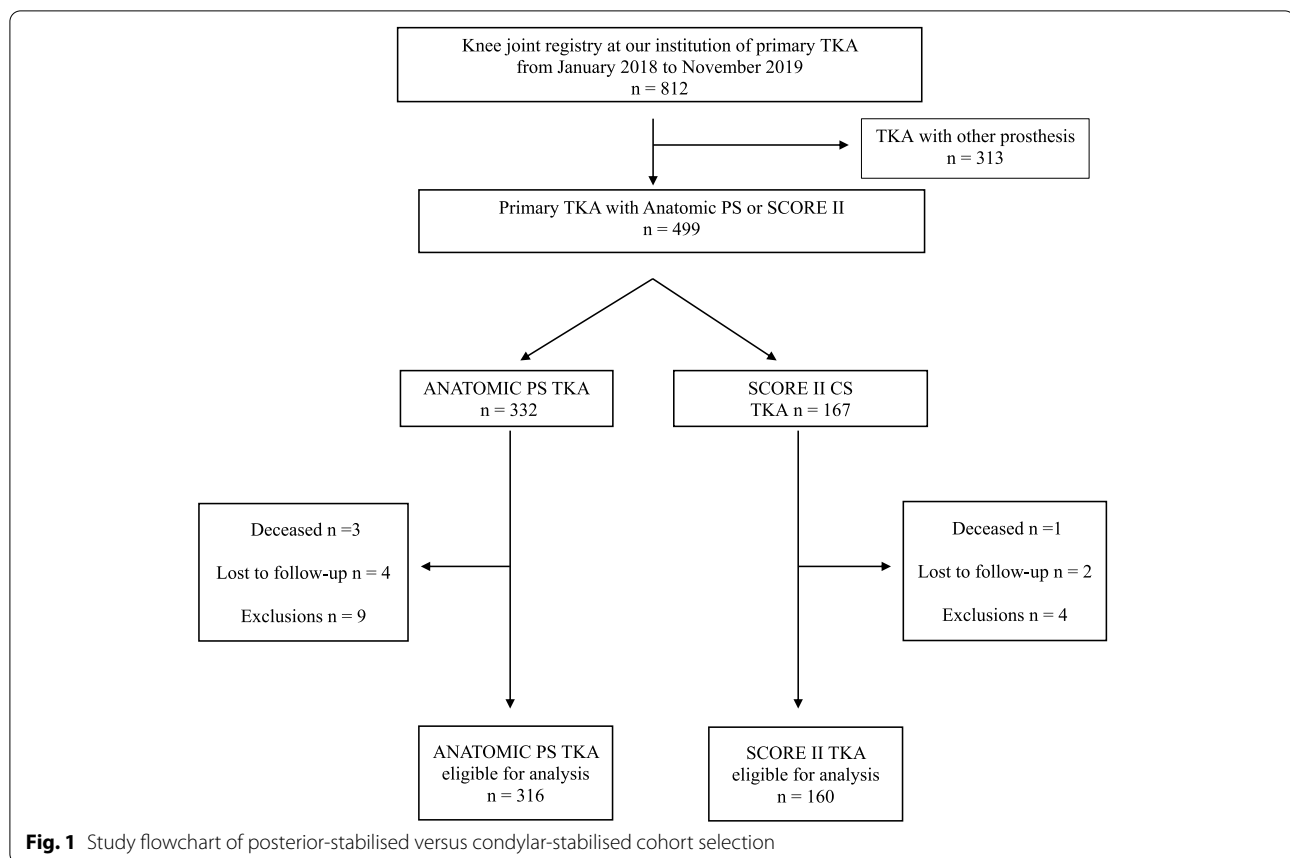 Knee joint registry at our institution of primary TKA
from January 2018 to November 2019
n = 812
TKA with other prosthesis
n = 313
Primary TKA with Anatomic PS or SCORE II
n = 499
ANATOMIC PS TKA
n = 332
SCORE II CS
TKA n = 167
Deceased n =3
Lost to follow-up n = 4
Exclusions n = 9
Deceased n =1
Lost to follow-up n = 2
Exclusions n = 4
ANATOMIC PS TKA
eligible for analysis
n = 316
SCORE II TKA
eligible for analysis
n = 160
Fig. 1 Study flowchart of posterior-stabilised versus condylar-stabilised cohort selection